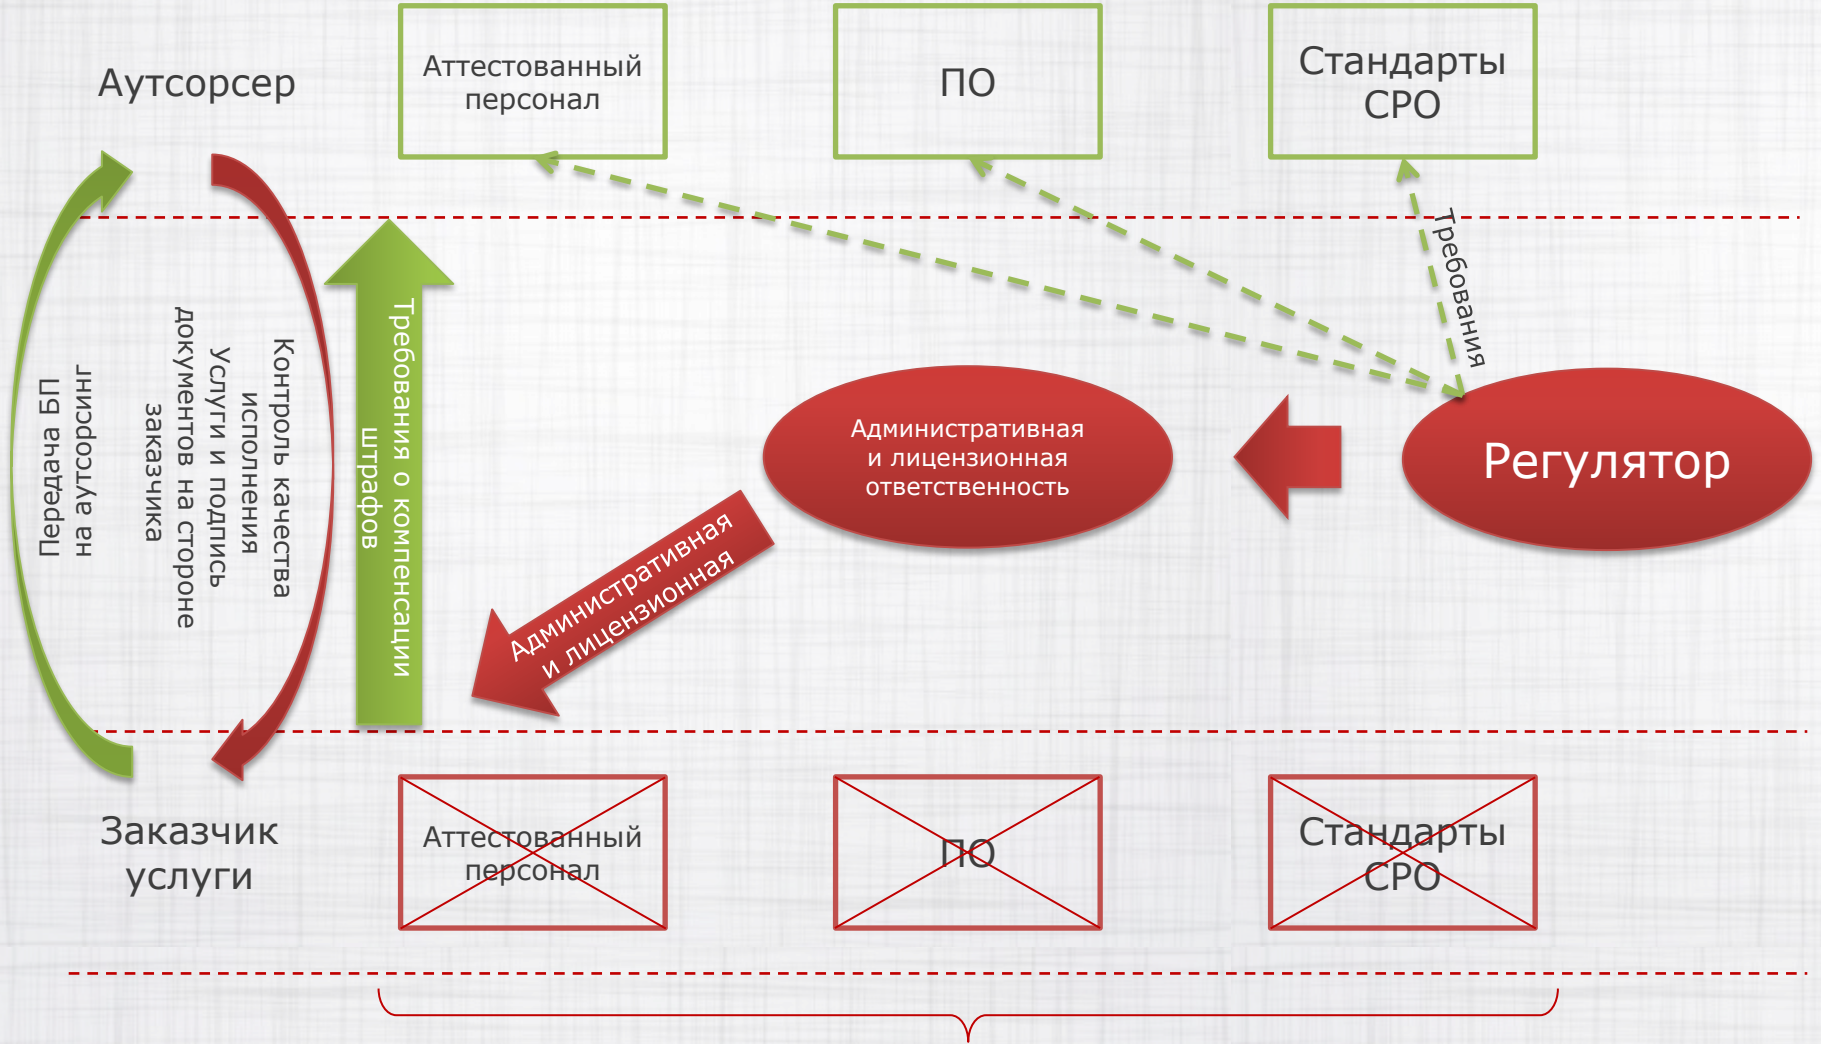 Аутсорсер
Аттестованный
персонал
ПО
Стандарты
СРО
Требования
Передача БП
на аутсорсинг
Контроль качества
исполнения
Услуги и подпись
документов на стороне
заказчика
Требования о компенсации
штрафов
Административная
и лицензионная
ответственность
Регулятор
Административная
и лицензионная
Заказчик
услуги
Аттестованный
персонал
ПО
Стандарты
СРО